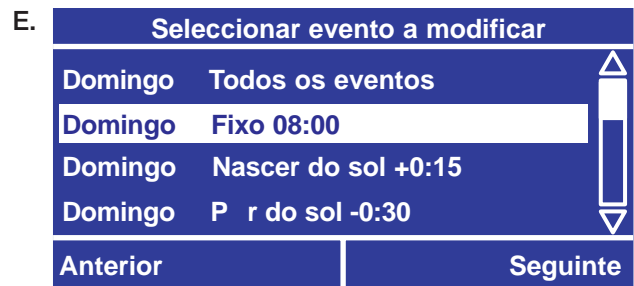 E.
Seleccionar evento a modificar
Domingo Todos os eventos
Domingo Fixo 08:00
Domingo Nascer do sol +0:15
Domingo P r do sol -0:30
Anterior Seguinte